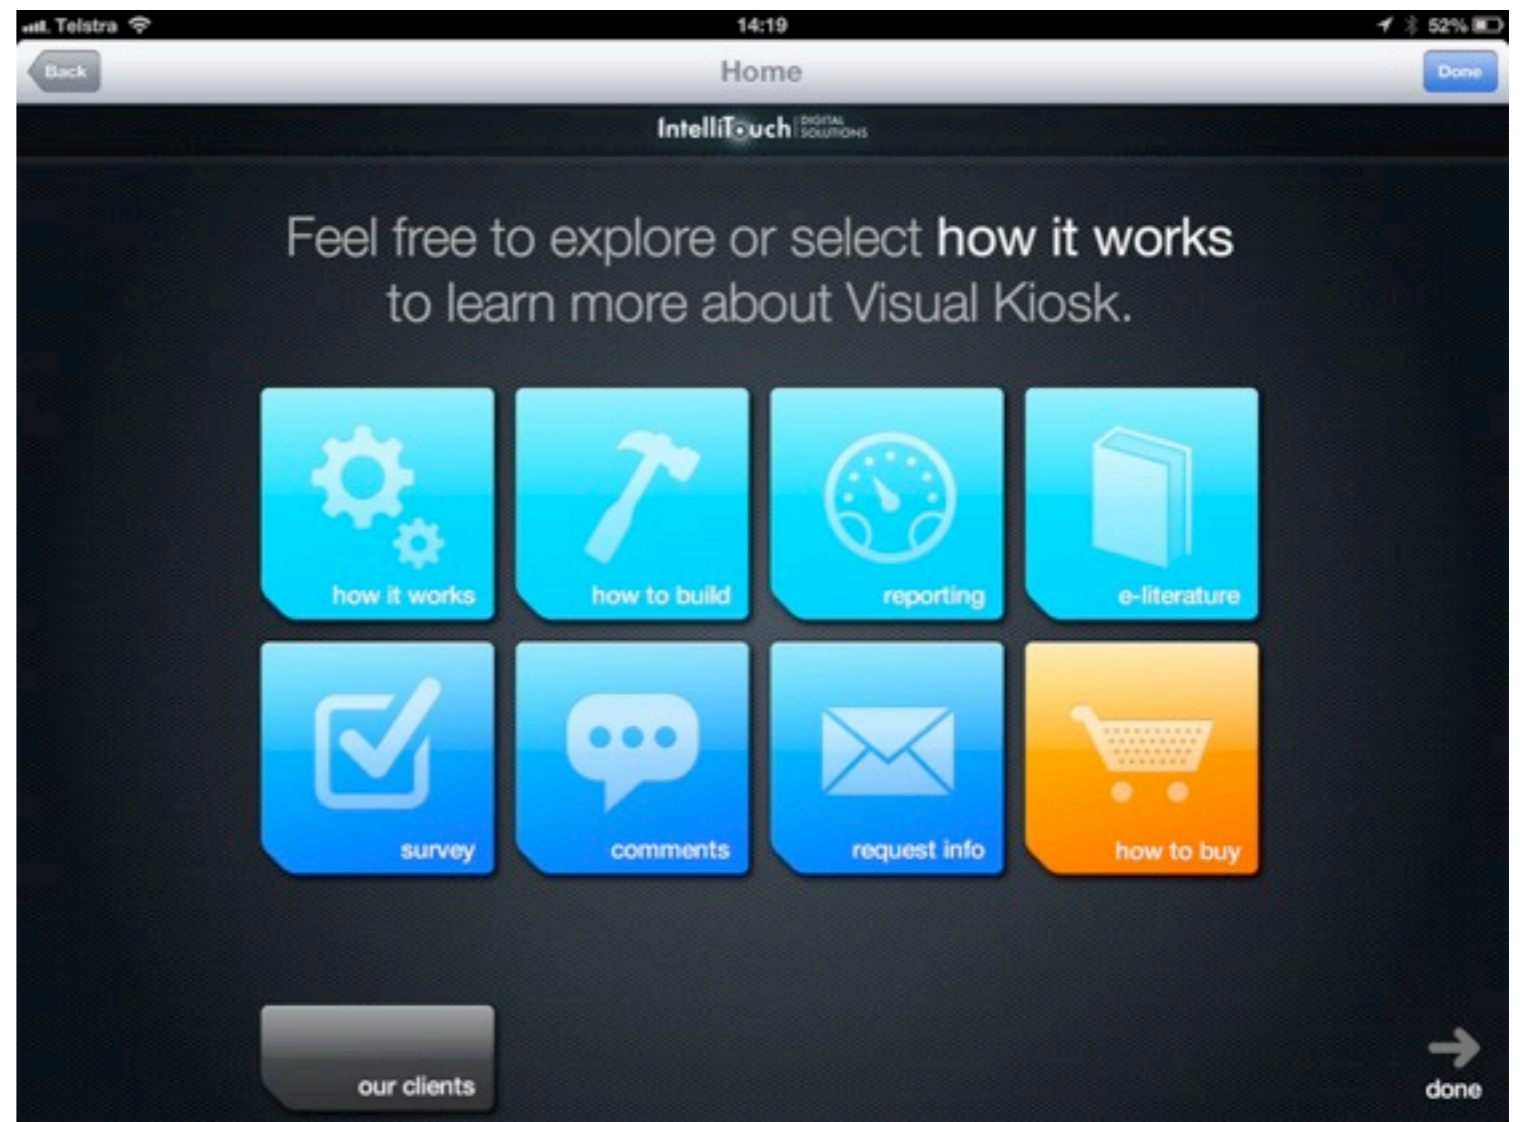 Telstra 14:19 52%
Back Home Done
IntelliTouch DIGITAL
SOLUTIONS
Feel free to explore or select how it works
to learn more about Visual Kiosk.
how it works how to build reporting e-literature
survey comments request info how to buy
our clients
done